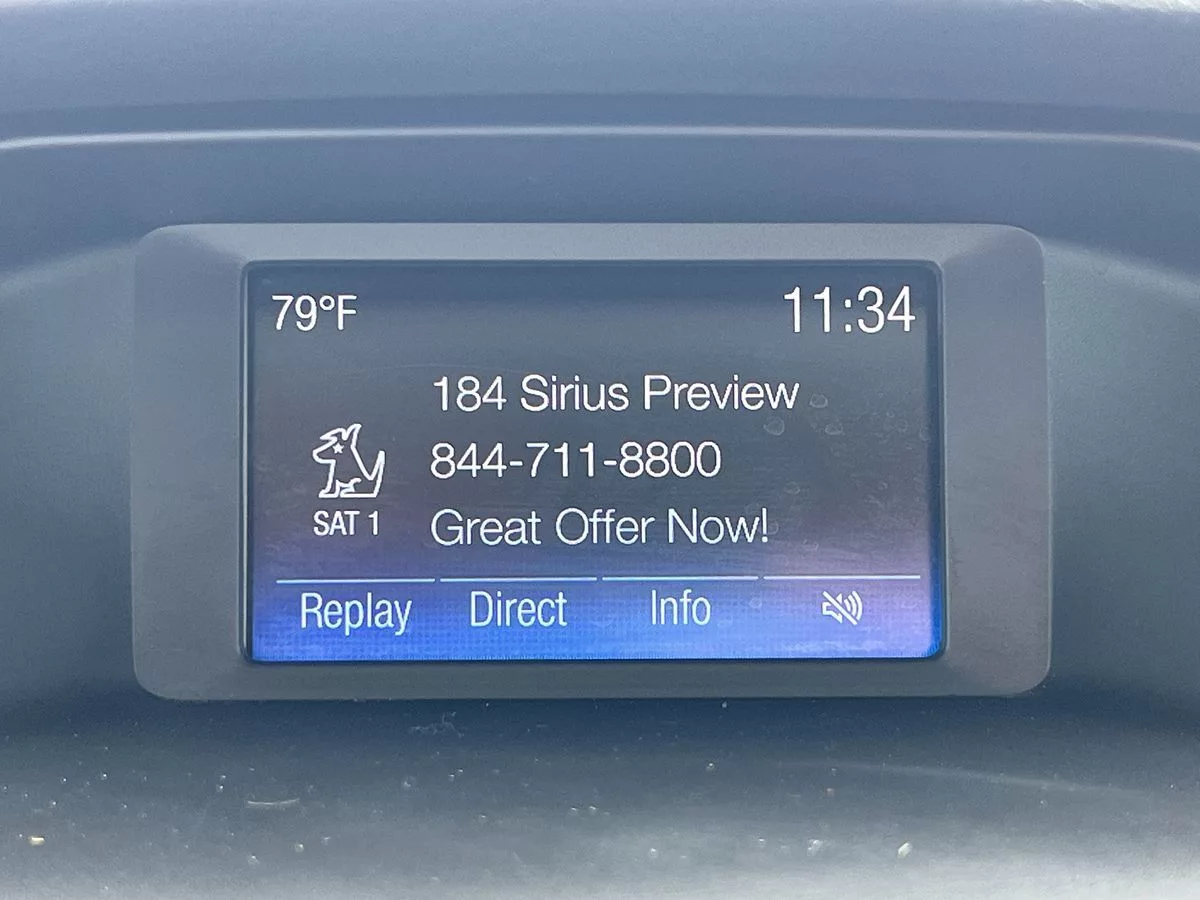 79°F
11:34
184 Sirius Preview
844-711-8800
SAT 1
Great Offer Now!
Replay
Direct
Info